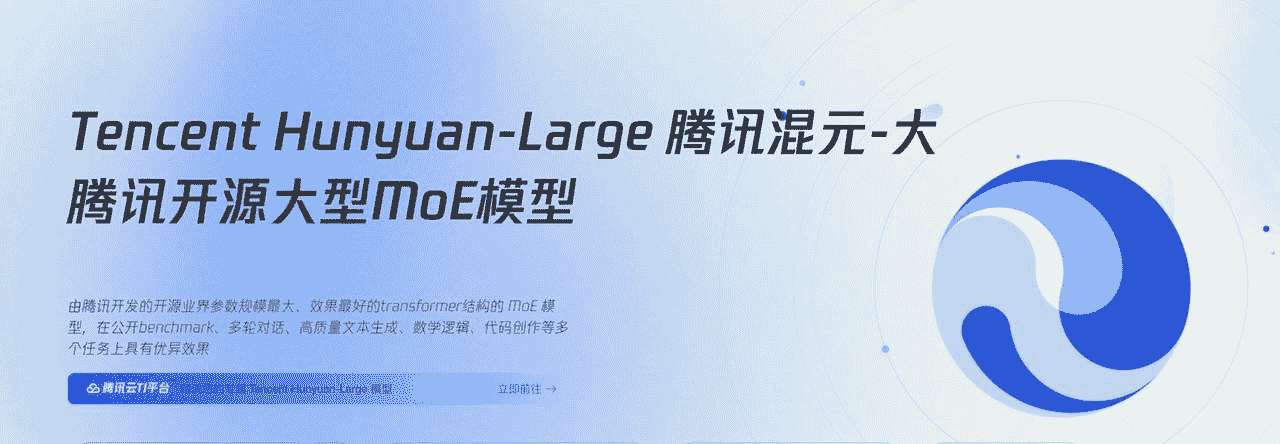 Tencent Hunyuan-Large 腾讯混元-大
腾讯开源大型MoE模型
由腾讯开发的开源业界参数规模最大、效果最好的transformer结构的 MoE 模
型，在公开benchmark、多轮对话、高质量文本生成、数学逻辑、代码创作等多
个任务上具有优异效果
腾讯云TI平台 Tencent Hunyuan-Large 模型 立即前往 →